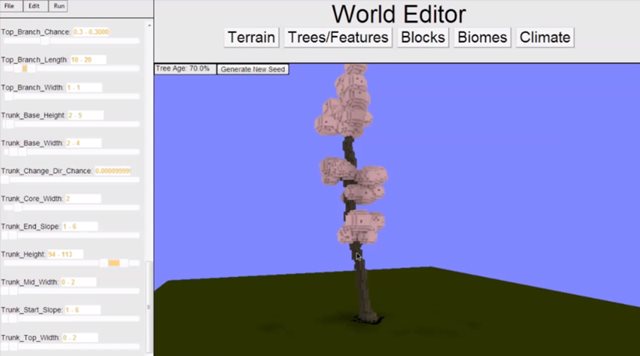 File Edit Run
World Editor
Terrain Trees/Features Blocks Biomes Climate
Tree Age: 70.0% Generate New Seed
Top_Branch_Chance: 0.3 - 0.3000
Top_Branch_Length: 10 - 20
Top_Branch_Width: 1 - 1
Trunk_Base_Height: 2 - 5
Trunk_Base_Width: 2 - 4
Trunk_Change_Dir_Chance: 0.00009999
Trunk_Core_Width: 2
Trunk_End_Slope: 1 - 6
Trunk_Height: 94 - 113
Trunk_Mid_Width: 0 - 2
Trunk_Start_Slope: 1 - 6
Trunk_Top_Width: 0 - 2